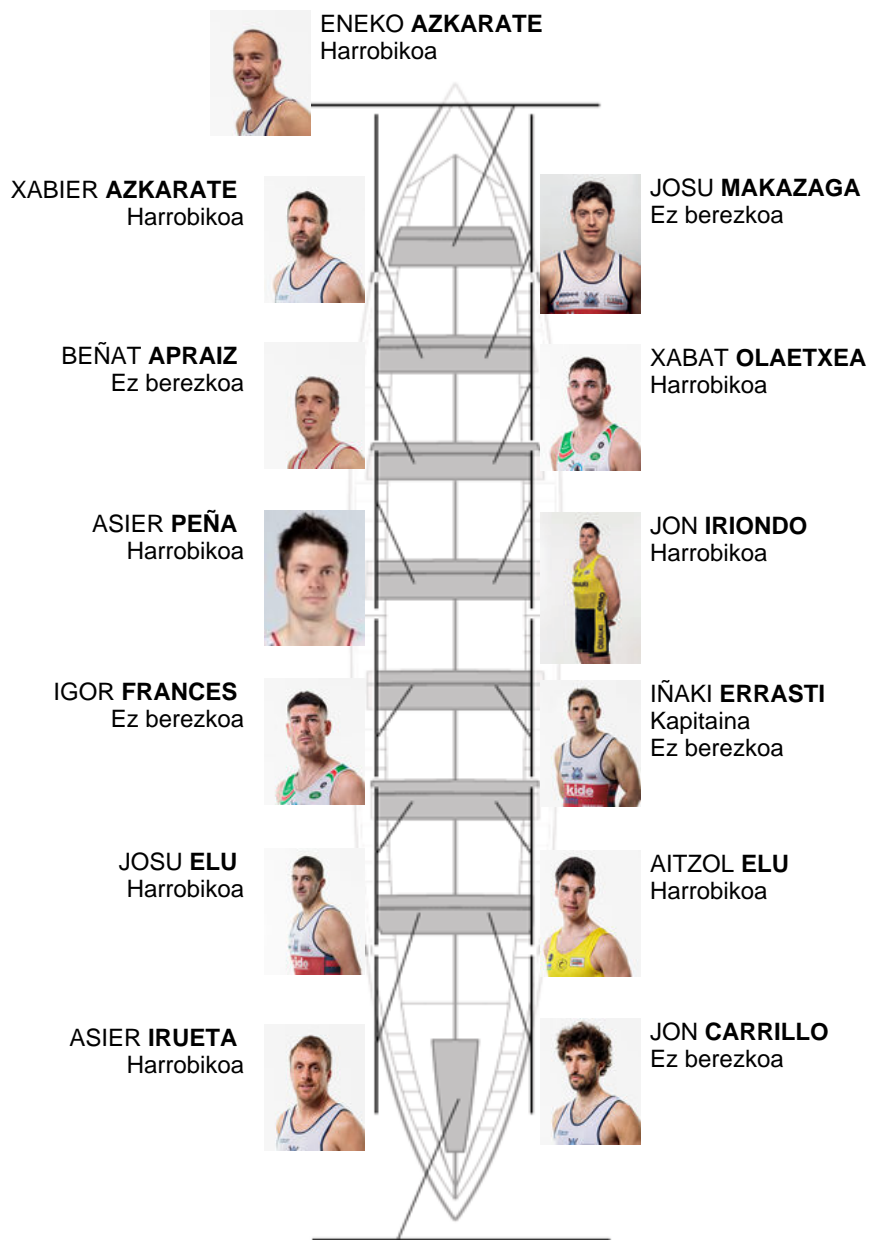 ENEKO AZKARATE
Harrobikoa
XABIER AZKARATE
Harrobikoa
JOSU MAKAZAGA
Ez berezkoa
BEÑAT APRAIZ
Ez berezkoa
XABAT OLAETXEA
Harrobikoa
ASIER PEÑA
Harrobikoa
JON IRIONDO
Harrobikoa
IGOR FRANCES
Ez berezkoa
IÑAKI ERRASTI
Kapitaina
Ez berezkoa
kide
JOSU ELU
Harrobikoa
kide
AITZOL ELU
Harrobikoa
ASIER IRUETA
Harrobikoa
JON CARRILLO
Ez berezkoa